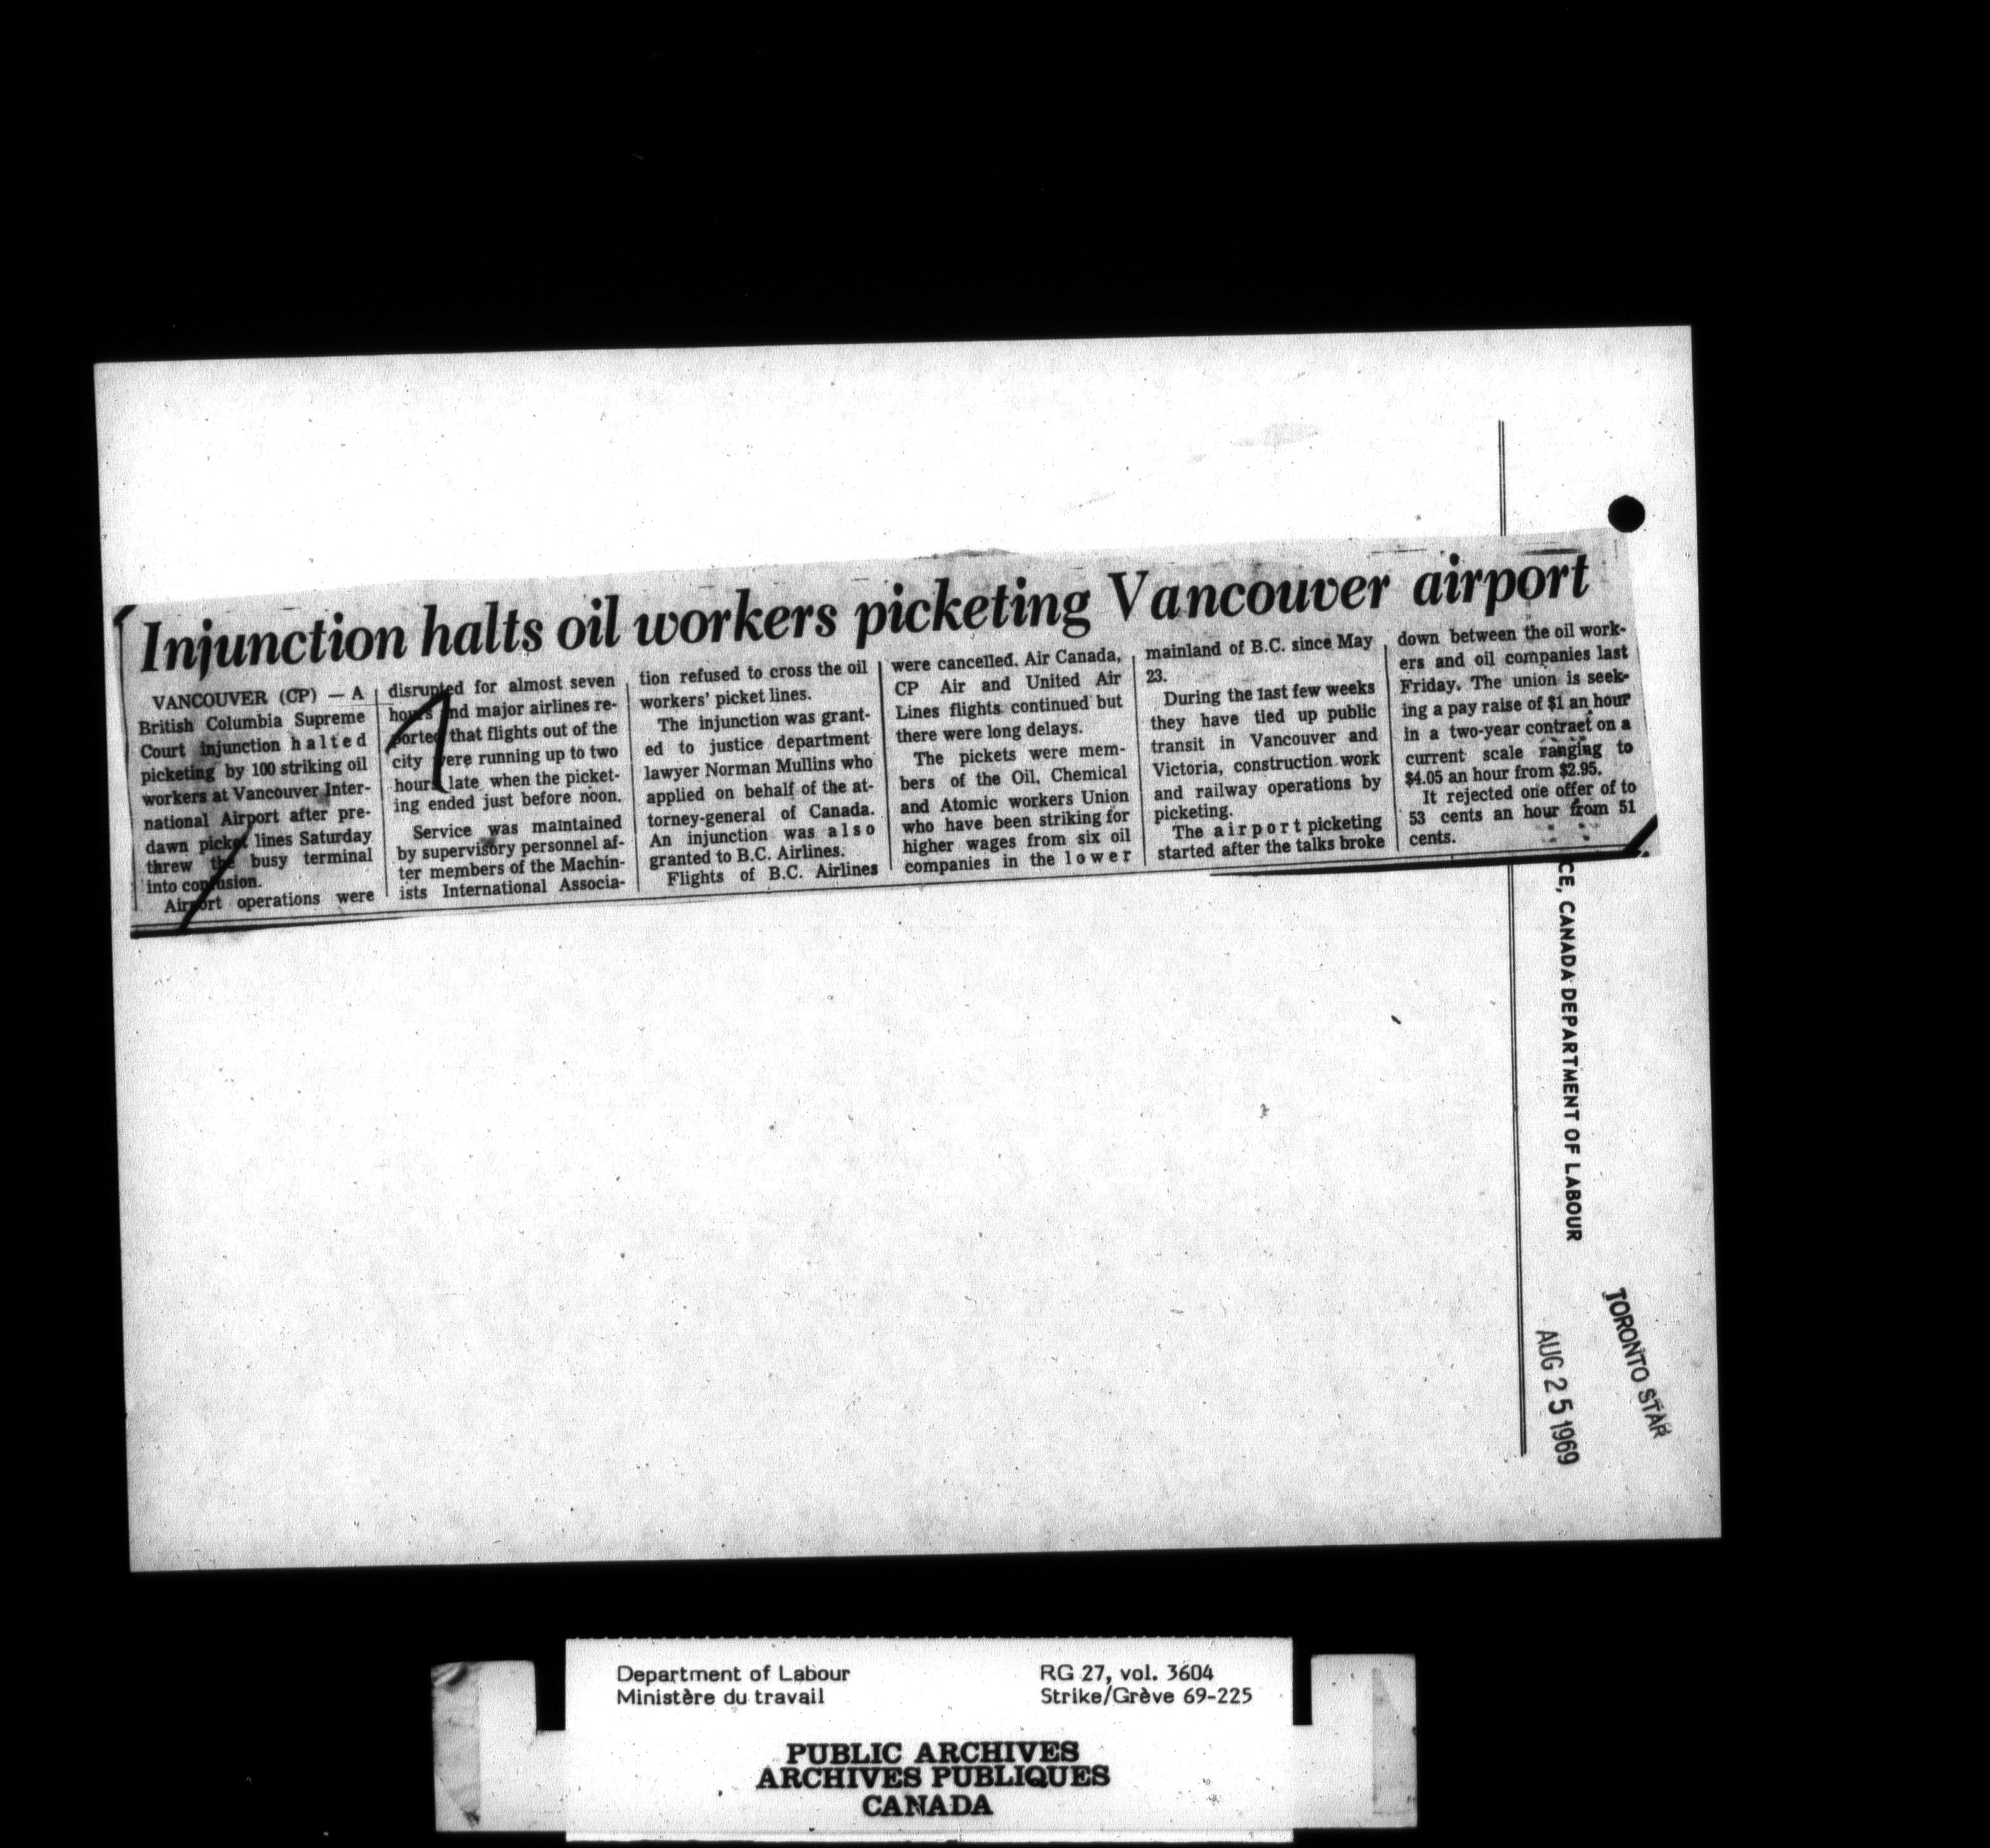 Injunction halts oil workers picketing Vancouver airport
VANCOUVER (CP) — A
British Columbia Supreme
Court injunction halted
picketing by 100 striking oil
workers at Vancouver Inter-
national Airport after pre-
dawn picket lines Saturday
threw the busy terminal
into confusion.
Airport operations were
disrupted for almost seven
hours and major airlines re-
ported that flights out of the
city were running up to two
hours late when the picket-
ing ended just before noon.
Service was maintained
by supervisory personnel af-
ter members of the Machin-
ists International Associa-
tion refused to cross the oil
workers' picket lines.
The injunction was grant-
ed to justice department
lawyer Norman Mullins who
applied on behalf of the at-
torney-general of Canada.
An injunction was also
granted to B.C. Airlines.
Flights of B.C. Airlines
were cancelled. Air Canada,
CP Air and United Air
Lines flights continued but
there were long delays.
The pickets were mem-
bers of the Oil, Chemical
and Atomic workers Union
who have been striking for
higher wages from six oil
companies in the lower
mainland of B.C. since May
23.
During the last few weeks
they have tied up public
transit in Vancouver and
Victoria, construction work
and railway operations by
picketing.
The airport picketing
started after the talks broke
down between the oil work-
ers and oil companies last
Friday. The union is seek-
ing a pay raise of $1 an hour
in a two-year contract on a
current scale ranging to
$4.05 an hour from $2.95.
It rejected one offer of to
53 cents an hour from 51
cents.
CE, CANADA DEPARTMENT OF LABOUR
TORONTO STAR
AUG 25 1969
Department of Labour
Ministère du travail
RG 27, vol. 3604
Strike/Grève 69-225
PUBLIC ARCHIVES
ARCHIVES PUBLIQUES
CANADA